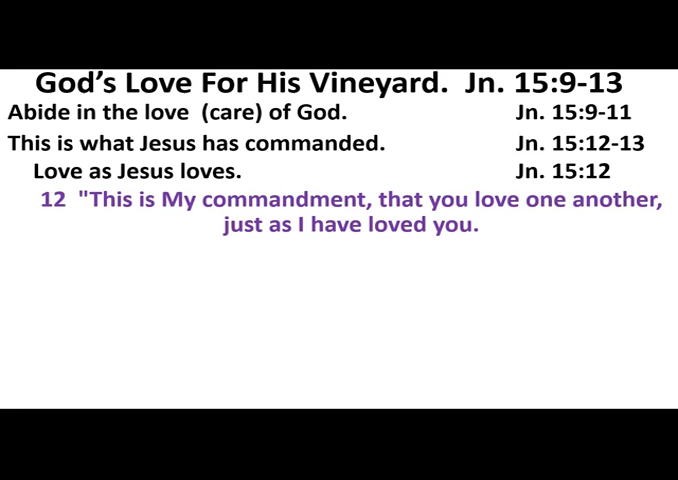 God’s Love For His Vineyard.  Jn. 15:9-13
Abide in the love  (care) of God. Jn. 15:9-11
This is what Jesus has commanded. Jn. 15:12-13
Love as Jesus loves. Jn. 15:12
12  "This is My commandment, that you love one another,
just as I have loved you.